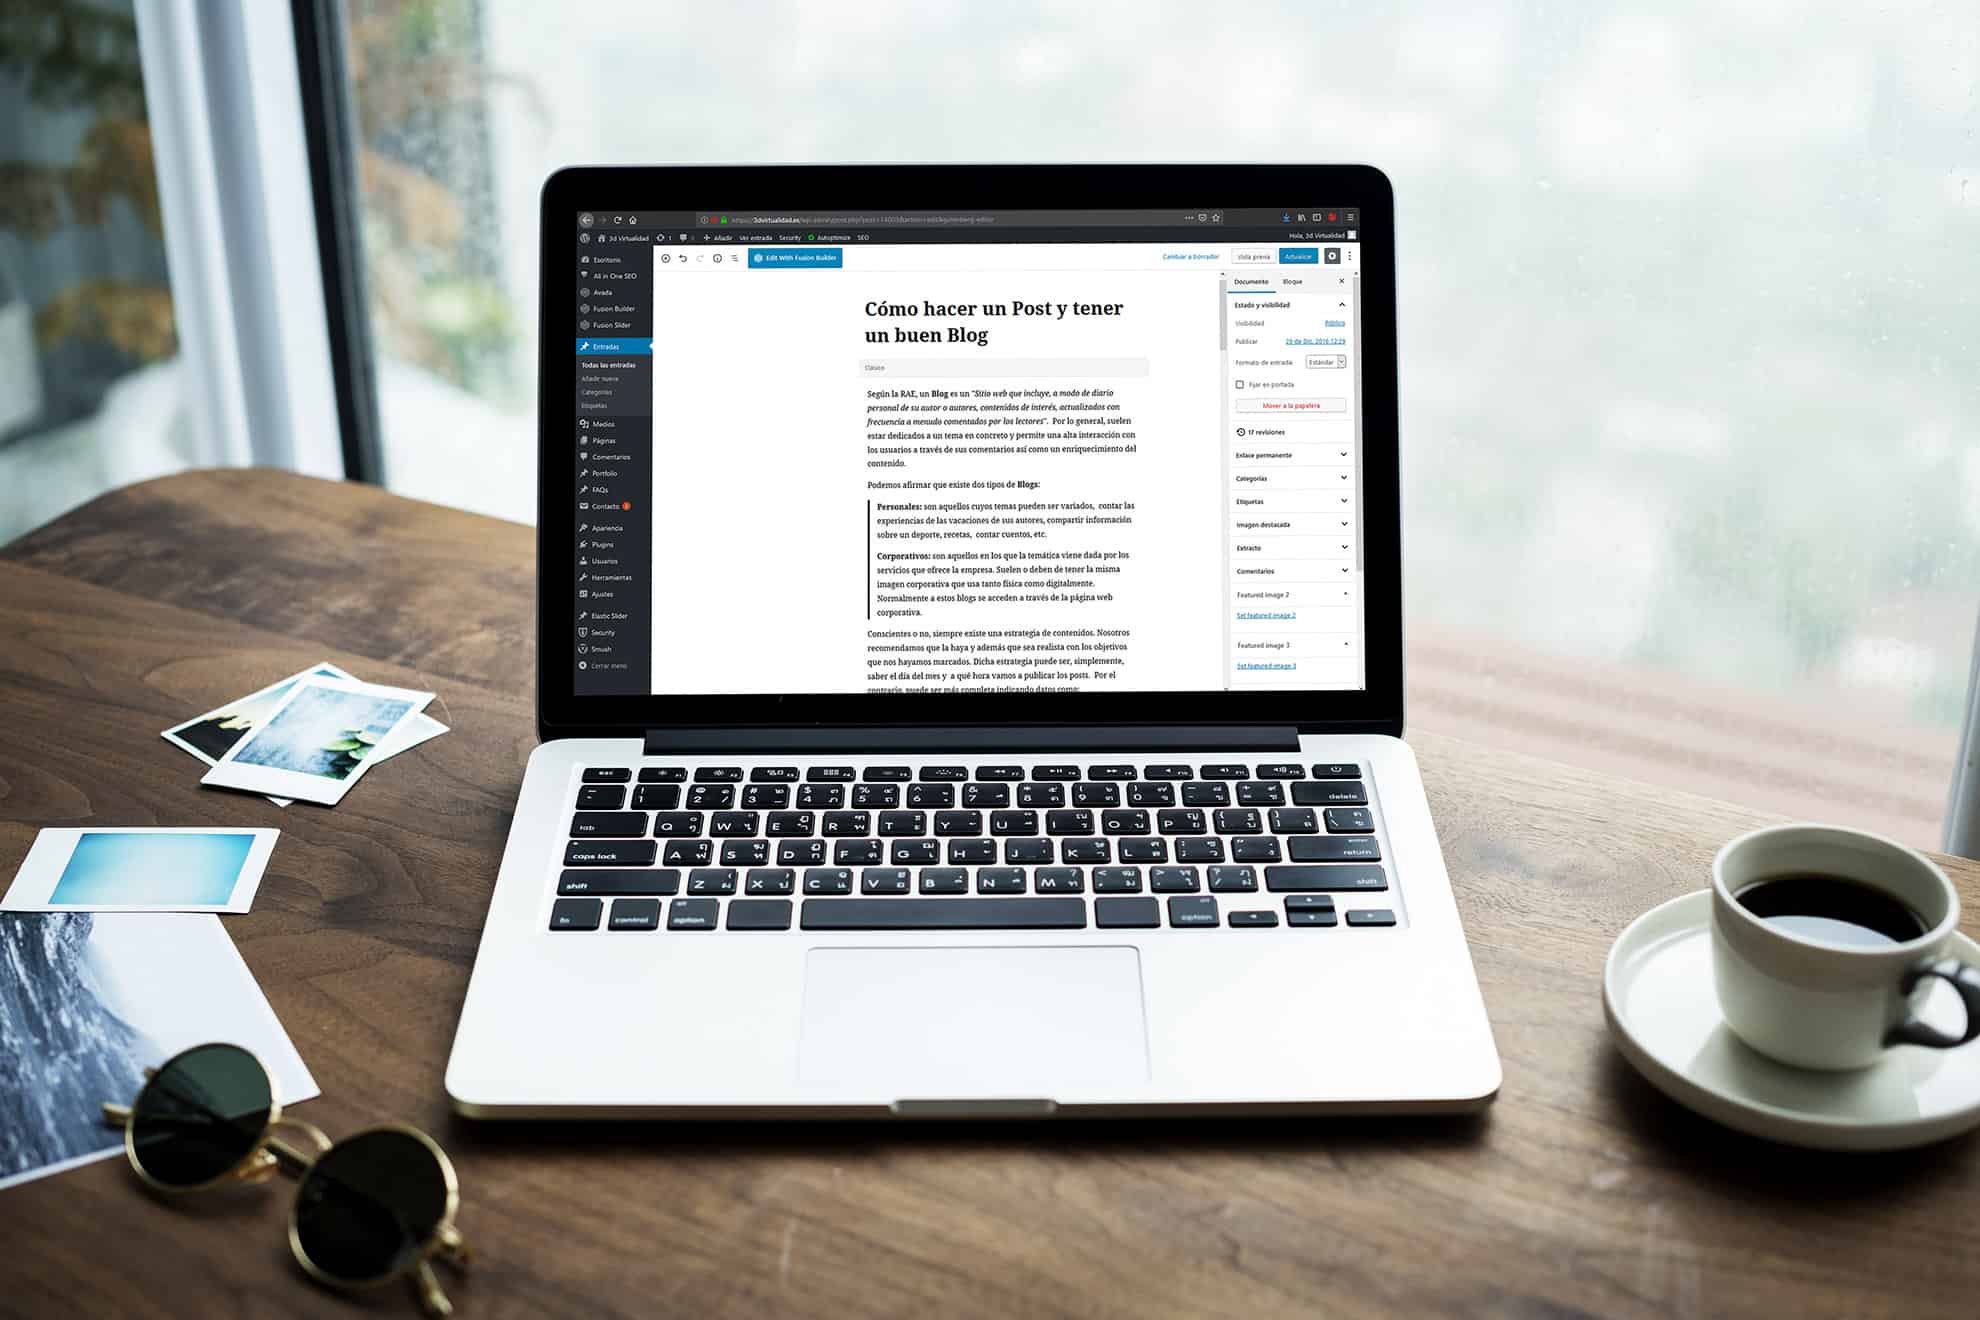 3d Virtualidad
1
Añadir
Ver entrada
Security
Autoptimize
SEO
Hola, 3d Virtualidad
Escritorio
All in One SEO
Avada
Fusion Builder
Fusion Slider
Entradas
Todas las entradas
Añadir nueva
Categorías
Etiquetas
Medios
Páginas
Comentarios
Portfolio
FAQs
Contacto
Apariencia
Plugins
Usuarios
Herramientas
Ajustes
Elastic Slider
Security
Smush
Cerrar menú
Edit With Fusion Builder
Cambiar a borrador
Vista previa
Actualizar
Cómo hacer un Post y tener
un buen Blog
Clásico
Según la RAE, un Blog es un "Sitio web que incluye, a modo de diario
personal de su autor o autores, contenidos de interés, actualizados con
frecuencia a menudo comentados por los lectores". Por lo general, suelen
estar dedicados a un tema en concreto y permite una alta interacción con
los usuarios a través de sus comentarios así como un enriquecimiento del
contenido.
Podemos afirmar que existe dos tipos de Blogs:
Personales: son aquellos cuyos temas pueden ser variados, contar las
experiencias de las vacaciones de sus autores, compartir información
sobre un deporte, recetas, contar cuentos, etc.
Corporativos: son aquellos en los que la temática viene dada por los
servicios que ofrece la empresa. Suelen o deben de tener la misma
imagen corporativa que usa tanto física como digitalmente.
Normalmente a estos blogs se acceden a través de la página web
corporativa.
Conscientes o no, siempre existe una estrategia de contenidos. Nosotros
recomendamos que la haya y además que sea realista con los objetivos
que nos hayamos marcados. Dicha estrategia puede ser, simplemente,
saber el día del mes y a qué hora vamos a publicar los posts. Por el
contrario, puede ser más completa indicando datos como:
Documento
Bloque
Estado y visibilidad
Visibilidad
Público
Publicar
29 de Dic, 2016 12:29
Formato de entrada
Estándar
Fijar en portada
Mover a la papelera
17 revisiones
Enlace permanente
Categorías
Etiquetas
Imagen destacada
Extracto
Comentarios
Featured image 2
Set featured image 2
Featured image 3
Set featured image 3
esc
delete
tab
Q W E R T Y U I O P
caps lock
A S D F G H J K L
return
shift
Z X C V B N M
shift
fn
control
option
option